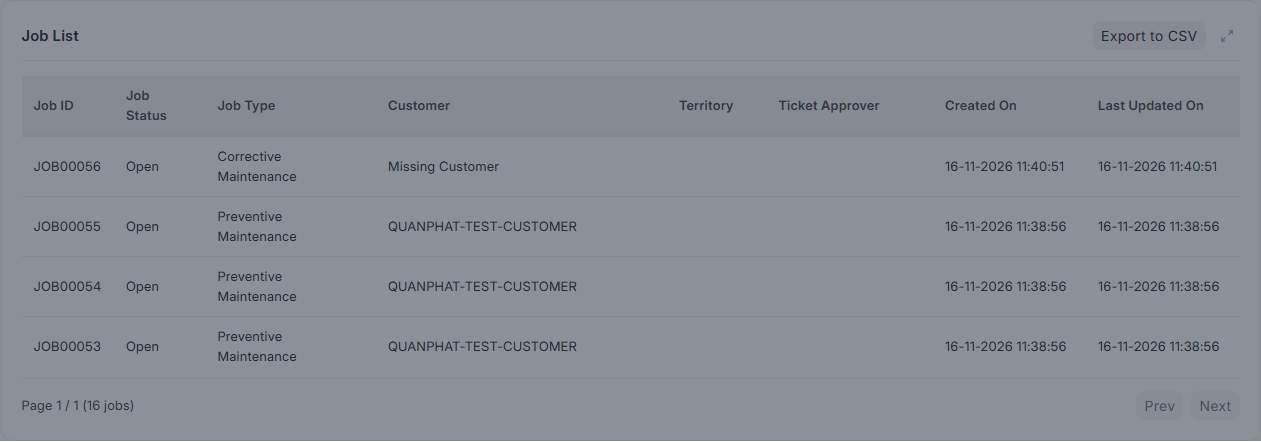 Job List
Export to CSV
Job ID Job Status Job Type Customer Territory Ticket Approver Created On Last Updated On
JOB00056 Open Corrective Maintenance Missing Customer 16-11-2026 11:40:51 16-11-2026 11:40:51
JOB00055 Open Preventive Maintenance QUANPHAT-TEST-CUSTOMER 16-11-2026 11:38:56 16-11-2026 11:38:56
JOB00054 Open Preventive Maintenance QUANPHAT-TEST-CUSTOMER 16-11-2026 11:38:56 16-11-2026 11:38:56
JOB00053 Open Preventive Maintenance QUANPHAT-TEST-CUSTOMER 16-11-2026 11:38:56 16-11-2026 11:38:56
Page 1 / 1 (16 jobs)
Prev Next